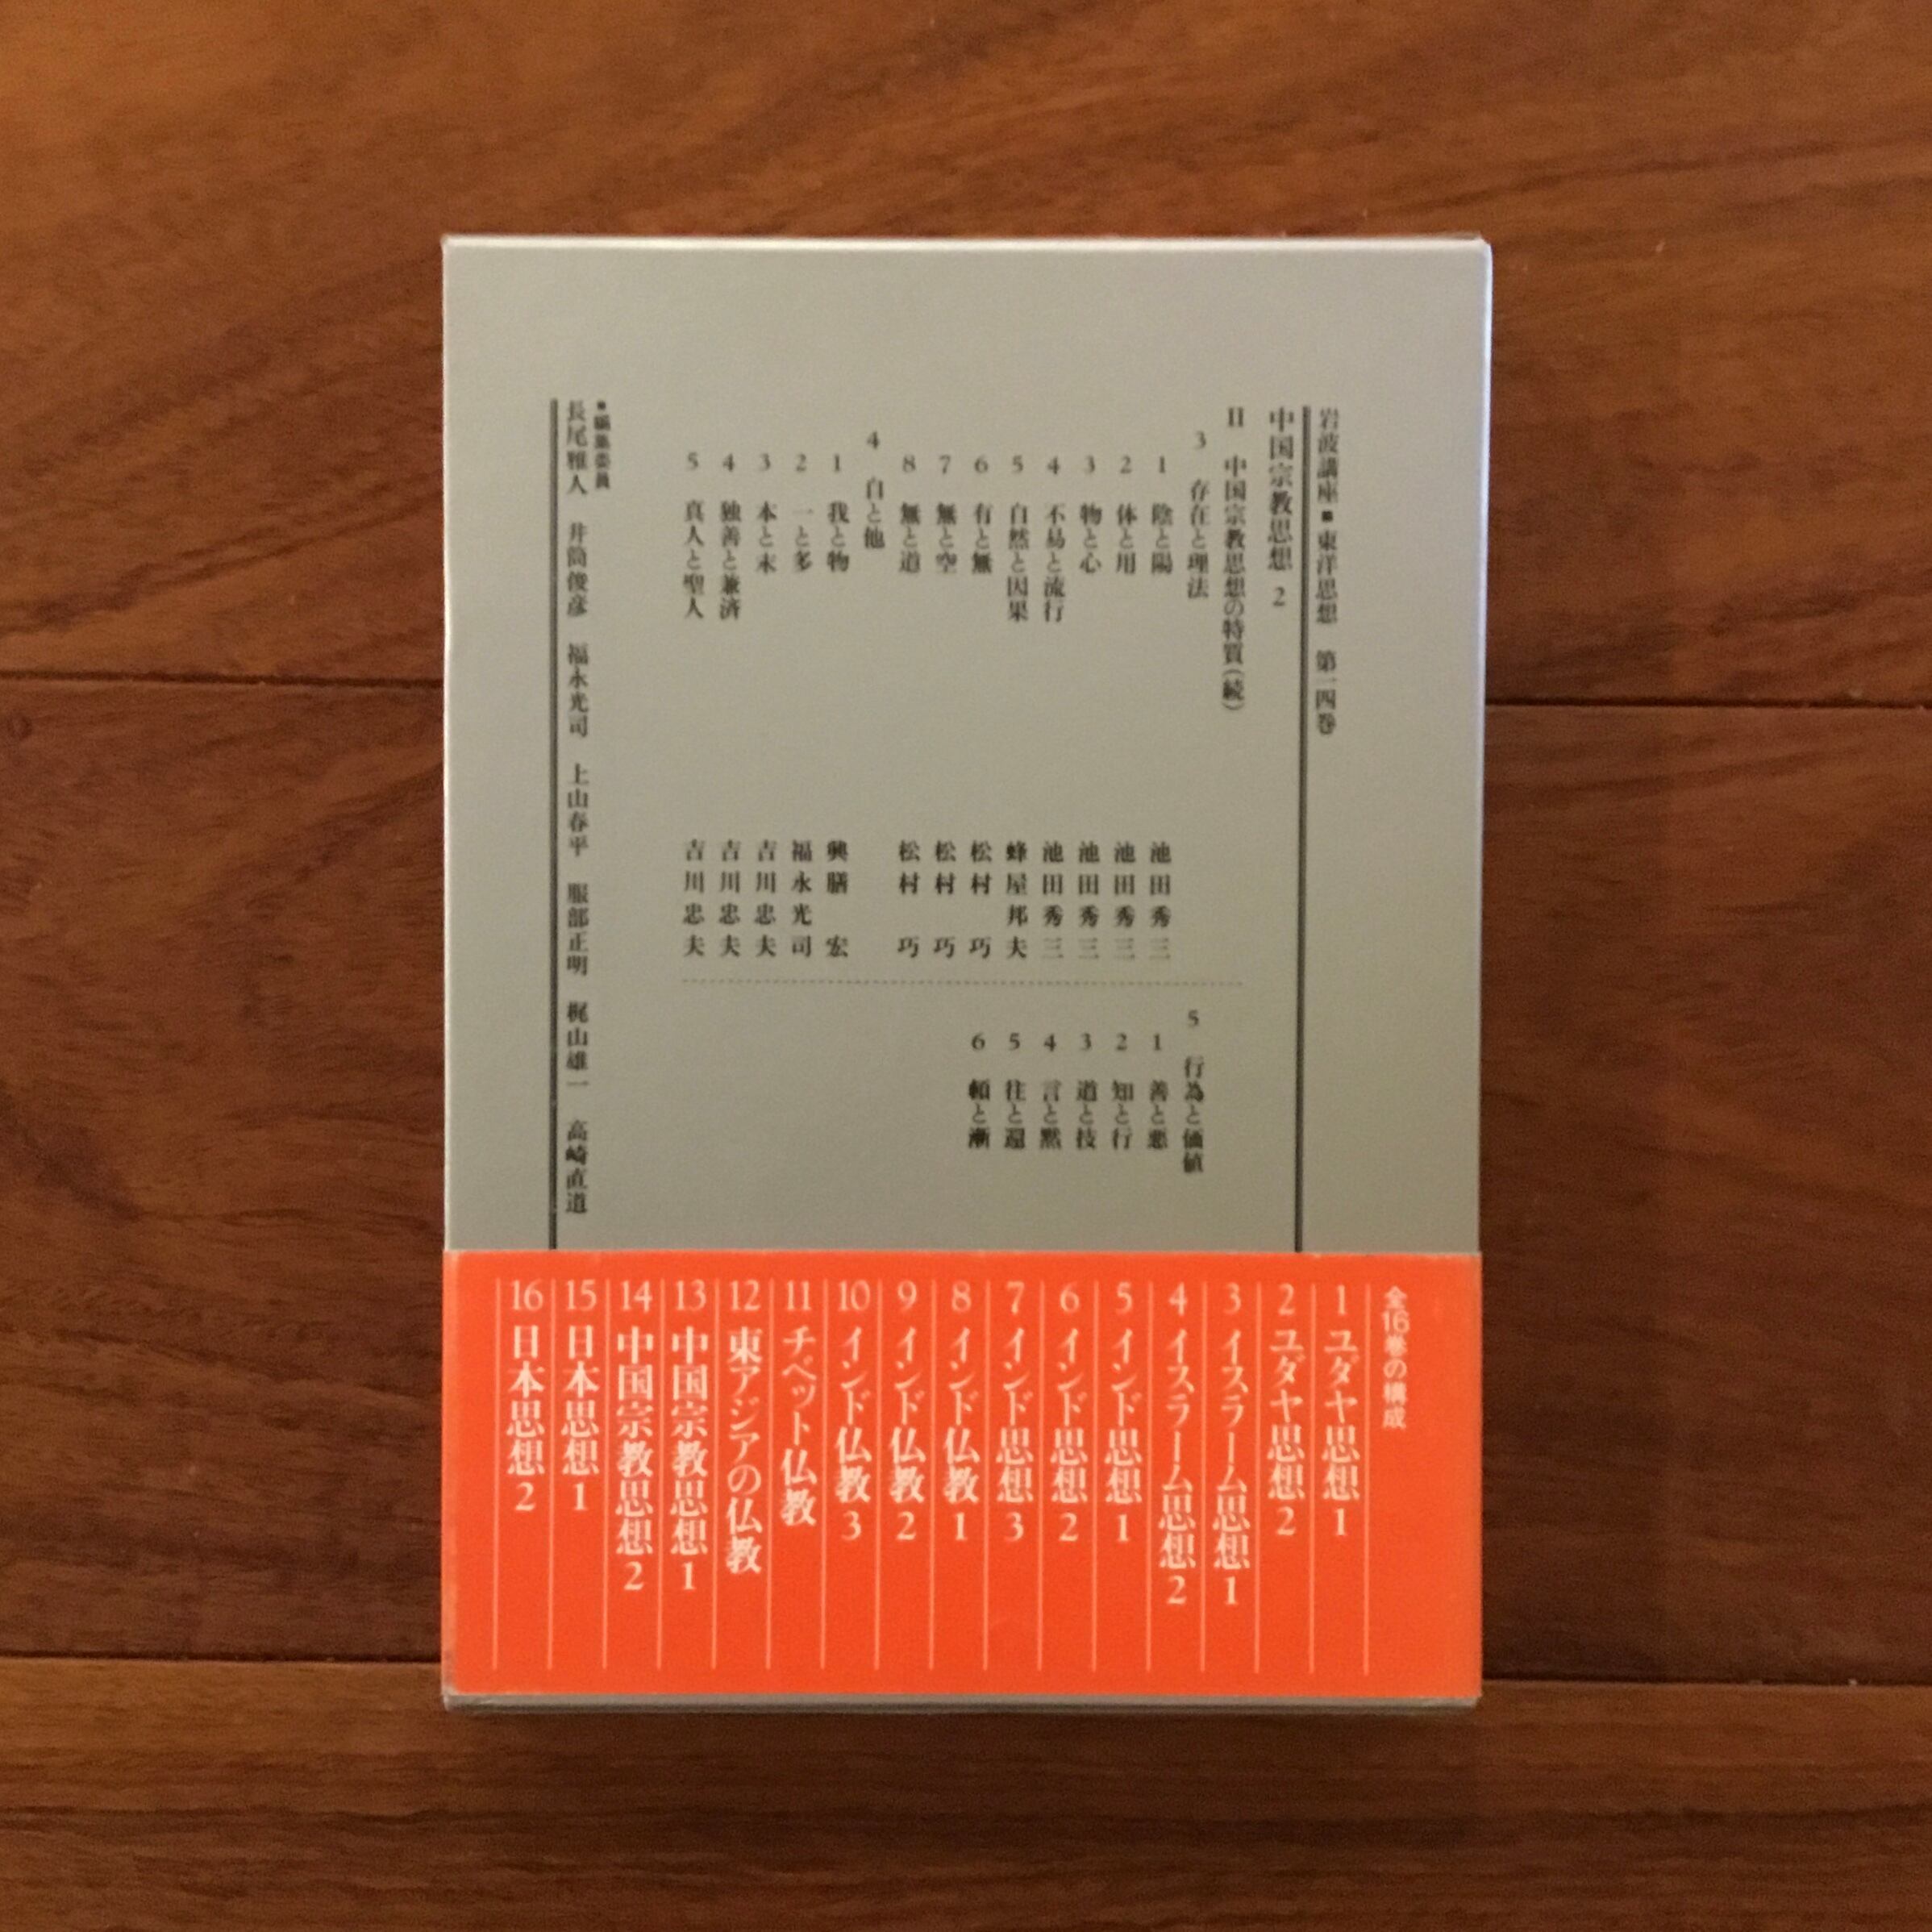 岩波講座■東洋思想 第一四巻
中国宗教思想 2
II 中国宗教思想の特質(続)
3 存在と理法
1 陰と陽 池田秀三
2 体と用 池田秀三
3 物と心 池田秀三
4 不易と流行 池田秀三
5 自然と因果 蜂屋邦夫
6 有と無 松村巧
7 無と空 松村巧
8 無と道 松村巧
4 自と他
1 我と物 興膳宏
2 一と多 福永光司
3 本と末 吉川忠夫
4 独善と兼済 吉川忠夫
5 真人と聖人 吉川忠夫
5 行為と価値
1 善と悪
2 知と行
3 道と技
4 言と黙
5 往と還
6 頓と漸
■編集委員
長尾雅人 井筒俊彦 福永光司 上山春平 服部正明 梶山雄一 高崎直道
全16巻の構成
1 ユダヤ思想 1
2 ユダヤ思想 2
3 イスラーム思想 1
4 イスラーム思想 2
5 インド思想 1
6 インド思想 2
7 インド思想 3
8 インド仏教 1
9 インド仏教 2
10 インド仏教 3
11 チベット仏教
12 東アジアの仏教
13 中国宗教思想 1
14 中国宗教思想 2
15 日本思想 1
16 日本思想 2